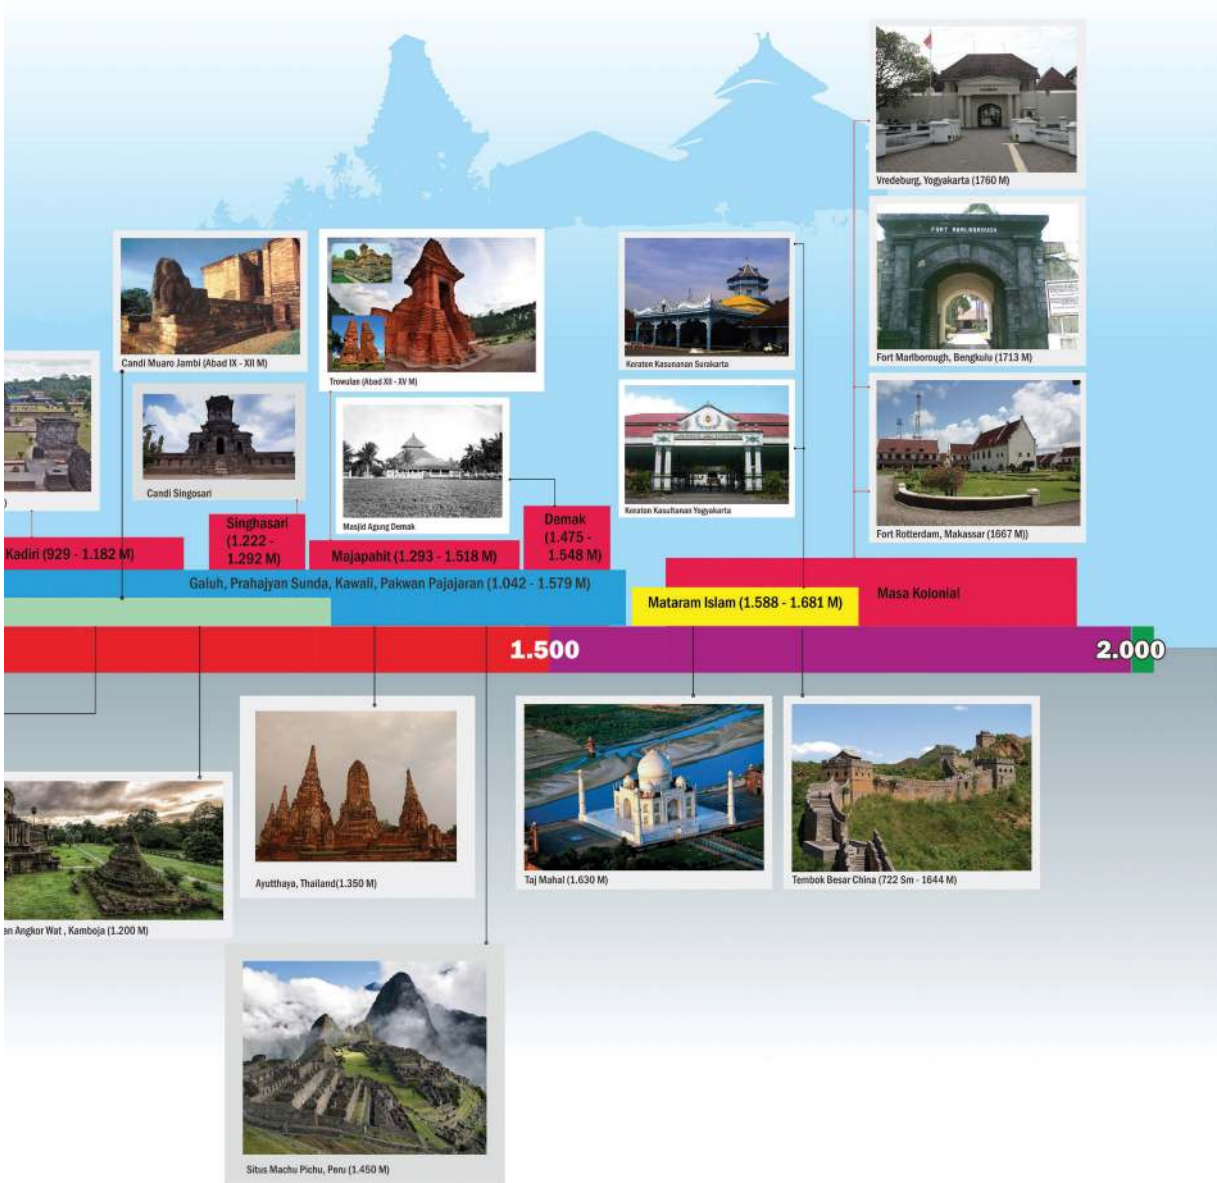 Vredeburg, Yogyakarta (1760 M)
FORT MARLBOROUGH
Fort Marlborough, Bengkulu (1713 M)
Candi Muaro Jambi (Abad IX - XII M)
Trowulan (Abad XII - XV M)
Keraton Kasunanan Surakarta
Candi Singosari
)
Masjid Agung Demak
Keraton Kasultanan Yogyakarta
Fort Rotterdam, Makassar (1667 M))
Kadiri (929 - 1.182 M)
Singhasari
(1.222 -
1.292 M)
Majapahit (1.293 - 1.518 M)
Demak
(1.475 -
1.548 M)
Galuh, Prahajyan Sunda, Kawali, Pakwan Pajajaran (1.042 - 1.579 M)
Mataram Islam (1.588 - 1.681 M)
Masa Kolonial
1.500
2.000
Ayutthaya, Thailand(1.350 M)
Taj Mahal (1.630 M)
Tembok Besar China (722 Sm - 1644 M)
an Angkor Wat , Kamboja (1.200 M)
Situs Machu Pichu, Peru (1.450 M)